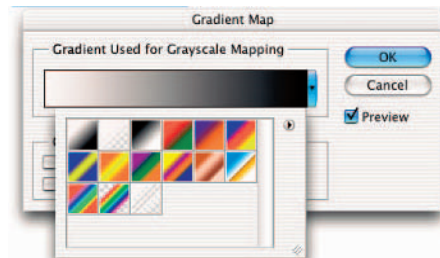 Gradient Map
Gradient Used for Grayscale Mapping
OK
Cancel
Preview